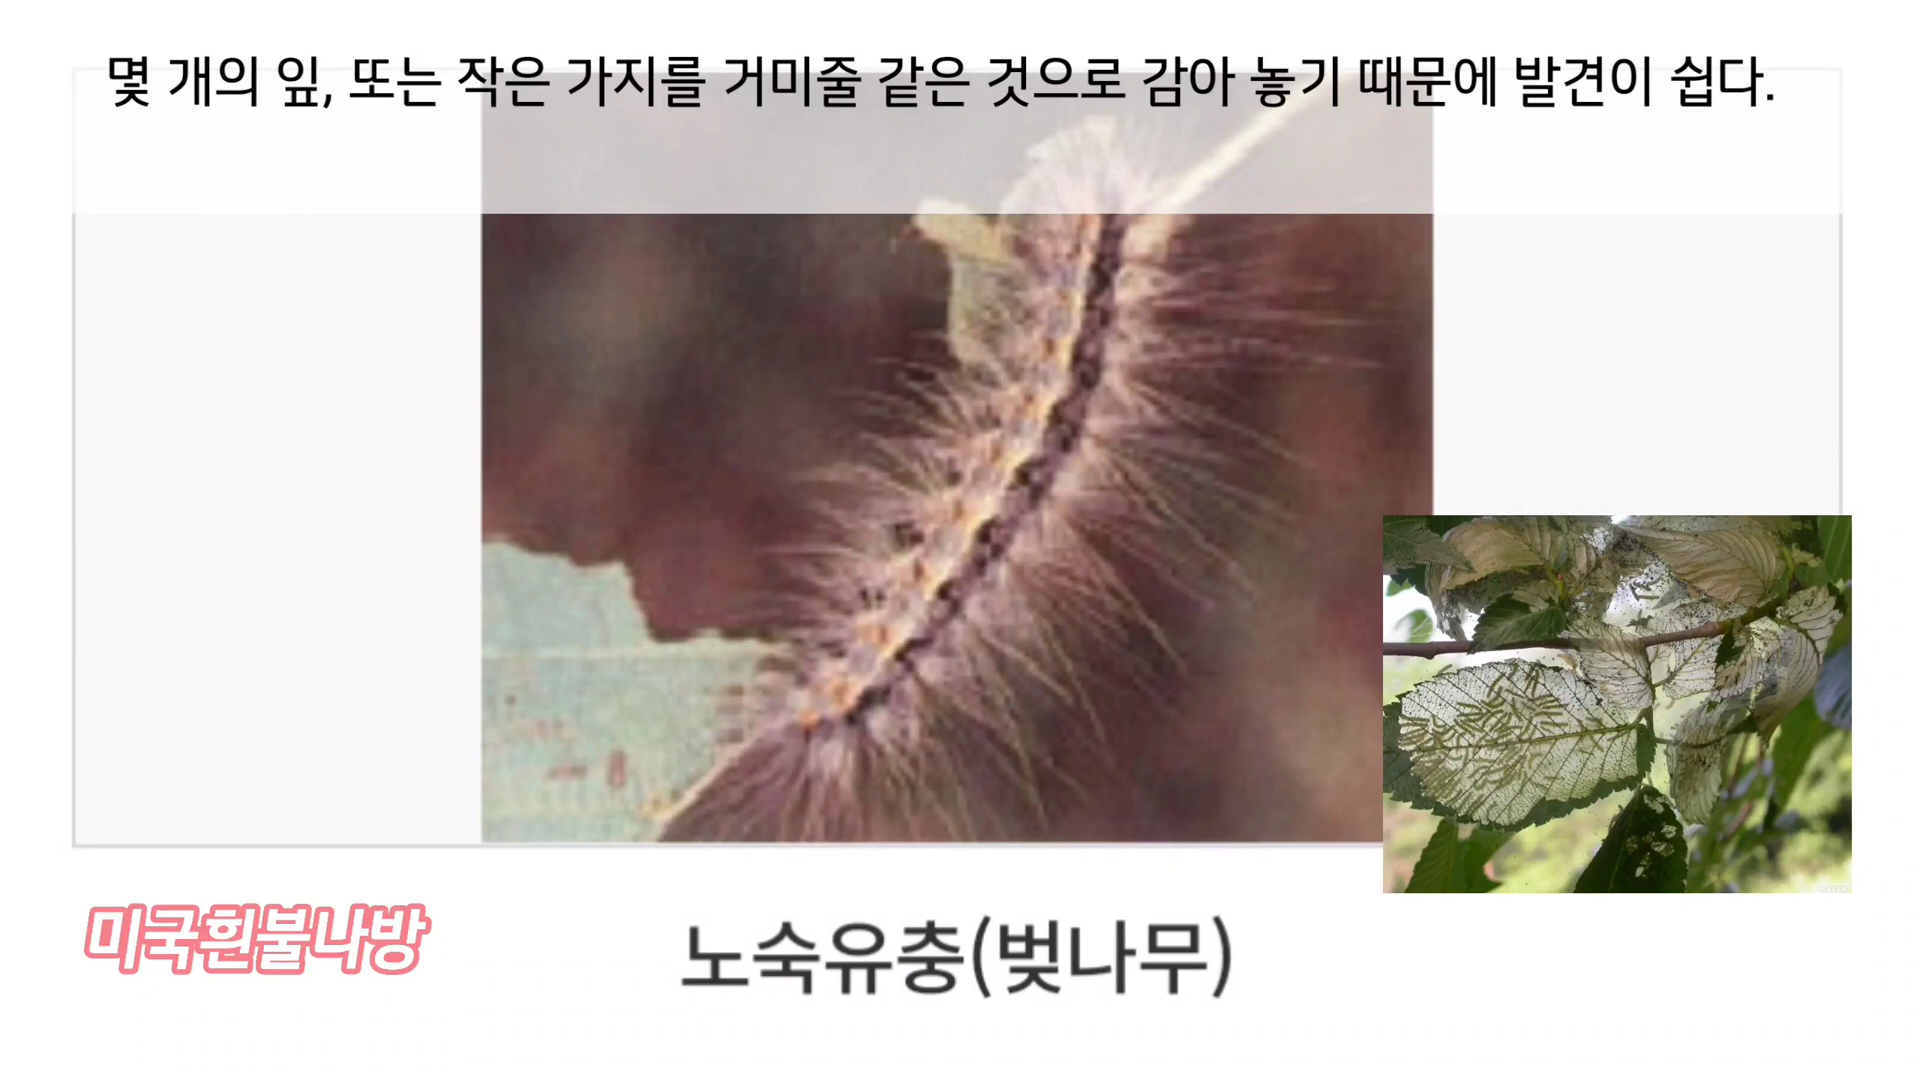 몇 개의 잎, 또는 작은 가지를 거미줄 같은 것으로 감아 놓기 때문에 발견이 쉽다.
미국흰불나방
노숙유충(벚나무)